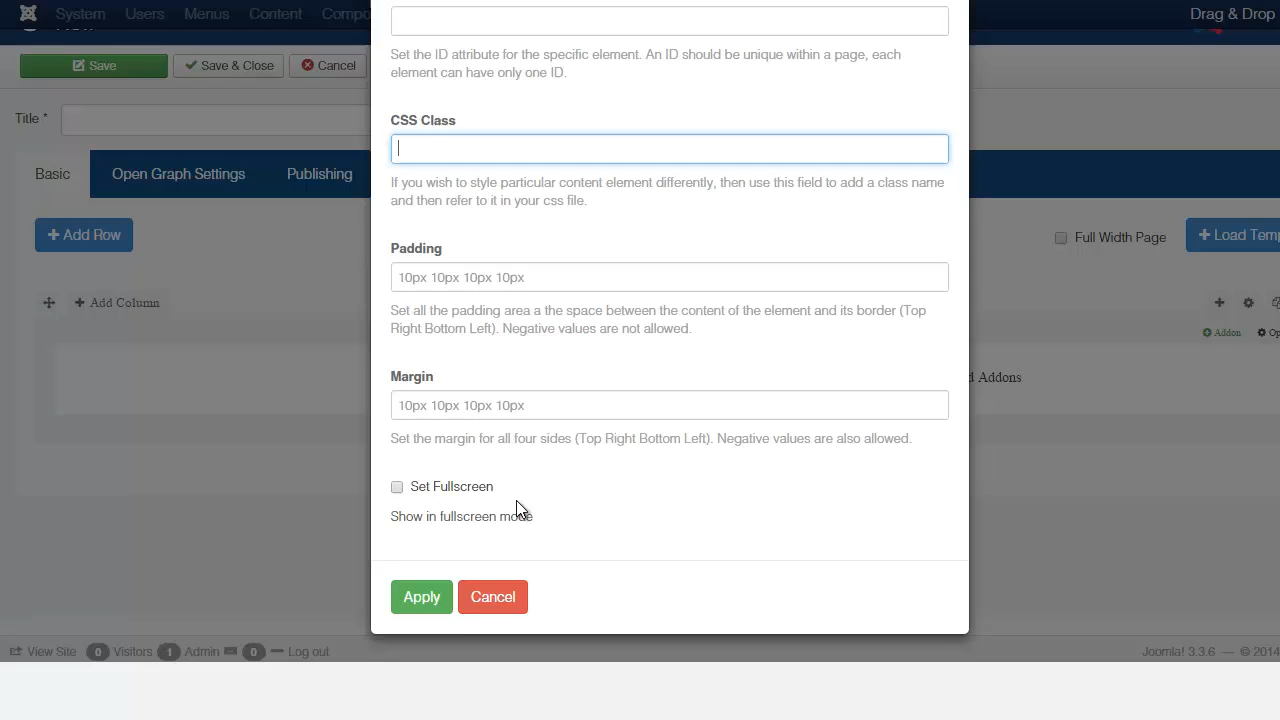 System Users Menus Content
Drag & Drop
Save
Save & Close
Cancel
Title *
Basic
Open Graph Settings
Publishing
Add Row
Full Width Page
Load
Add Column
Addon
Addons
Set the ID attribute for the specific element. An ID should be unique within a page, each
element can have only one ID.
CSS Class
If you wish to style particular content element differently, then use this field to add a class name
and then refer to it in your css file.
Padding
10px 10px 10px 10px
Set all the padding area a the space between the content of the element and its border (Top
Right Bottom Left). Negative values are not allowed.
Margin
10px 10px 10px 10px
Set the margin for all four sides (Top Right Bottom Left). Negative values are also allowed.
Set Fullscreen
Show in fullscreen mode
Apply
Cancel
View Site 0 Visitors 1 Admin 0 Log out
Joomla! 3.3.6 — © 2014